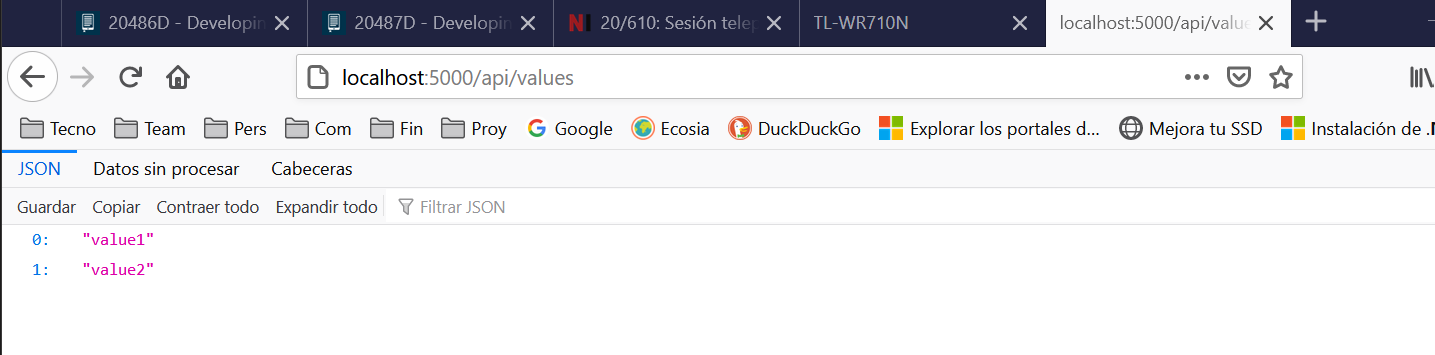 20486D - Developin 20487D - Developin NI 20/610: Sesión telep TL-WR710N localhost:5000/api/value
localhost:5000/api/values
Tecno Team Pers Com Fin Proy Google Ecosia DuckDuckGo Explorar los portales d... Mejora tu SSD Instalación de .
JSON Datos sin procesar Cabeceras
Guardar Copiar Contraer todo Expandir todo Filtrar JSON
0: "value1"
1: "value2"